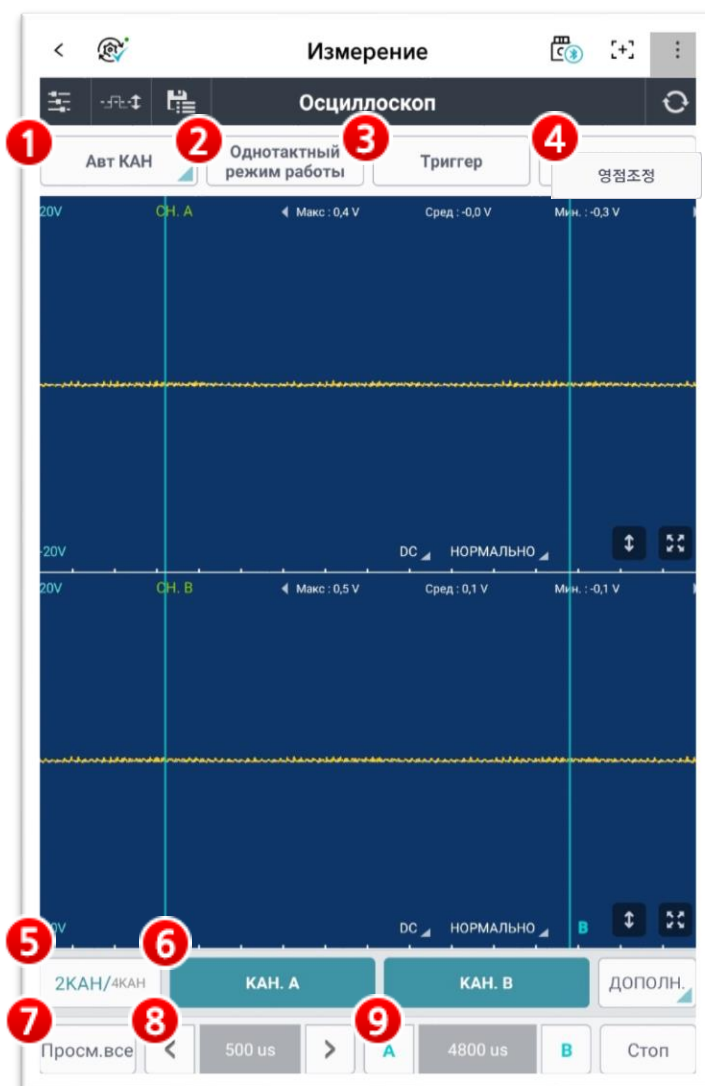 Измерение
Осциллоскоп
1 2 3 4
Авт КАН
Однотактный
режим работы
Триггер
영점조정
20V CH. A Макс : 0,4 V Сред : -0,0 V Мин. : -0,3 V
-20V DC НОРМАЛЬНО
20V CH. B Макс : 0,5 V Сред : 0,1 V Мин. : -0,1 V
DC НОРМАЛЬНО B
5 6
2КАН/4КАН КАН. A КАН. B ДОПОЛН.
7 8 9
Просм.все < 500 us > A 4800 us B Стоп